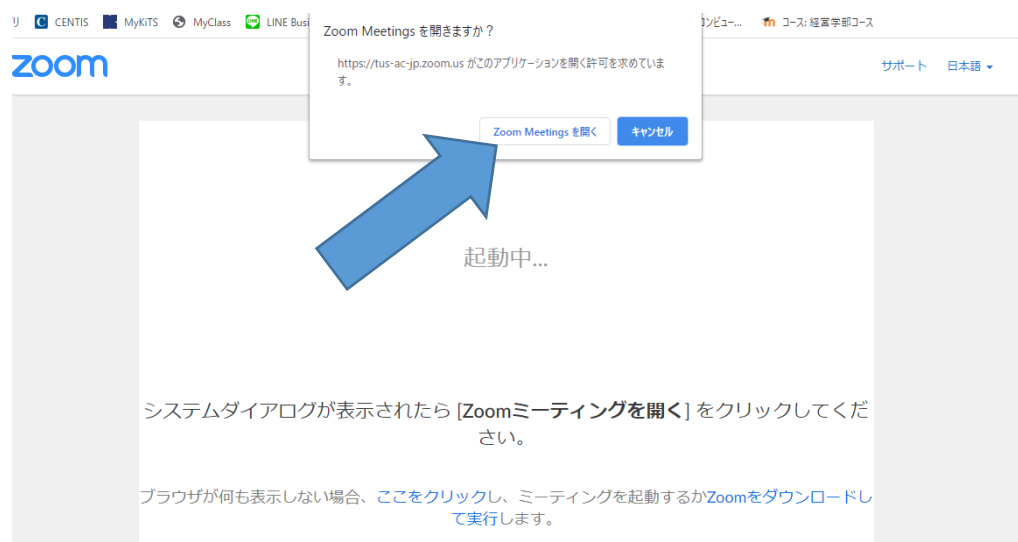 リ CENTIS MyKiTS MyClass LINE Busi コンピュー... コース: 経営学部コース
Zoom Meetings を開きますか？
https://tus-ac-jp.zoom.us がこのアプリケーションを開く許可を求めていま
す。
Zoom Meetings を開く キャンセル
zoom サポート 日本語
起動中...
システムダイアログが表示されたら [Zoomミーティングを開く] をクリックしてくだ
さい。
ブラウザが何も表示しない場合、ここをクリックし、ミーティングを起動するかZoomをダウンロードし
て実行します。